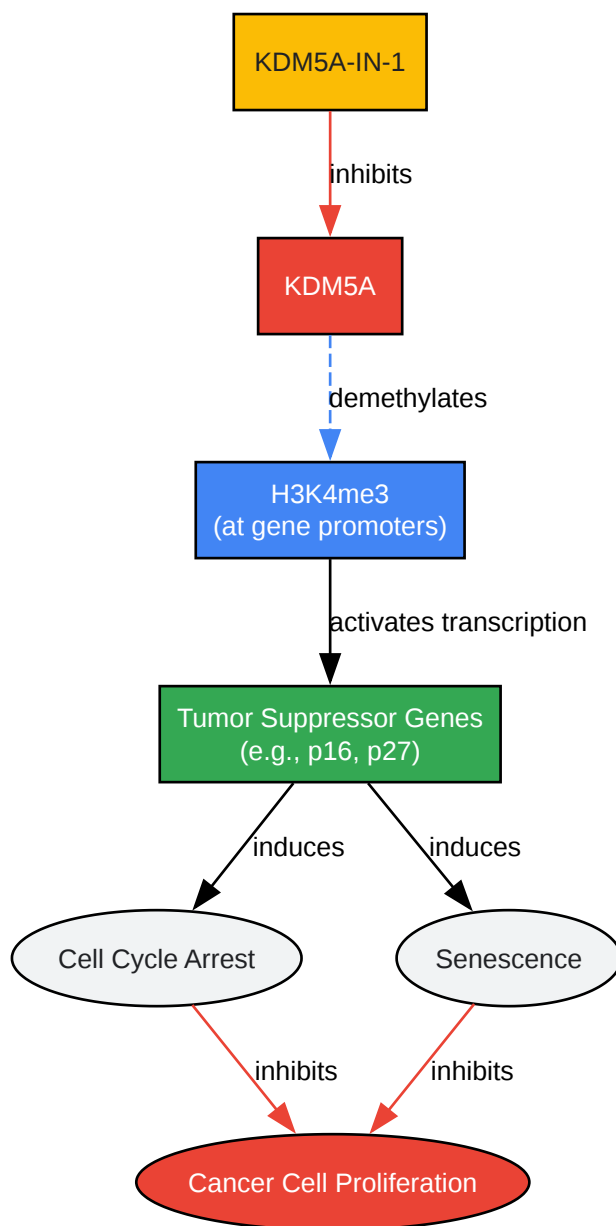 KDM5A-IN-1
inhibits
KDM5A
demethylates
H3K4me3
(at gene promoters)
activates transcription
Tumor Suppressor Genes
(e.g., p16, p27)
induces
induces
Cell Cycle Arrest
Senescence
inhibits
inhibits
Cancer Cell Proliferation